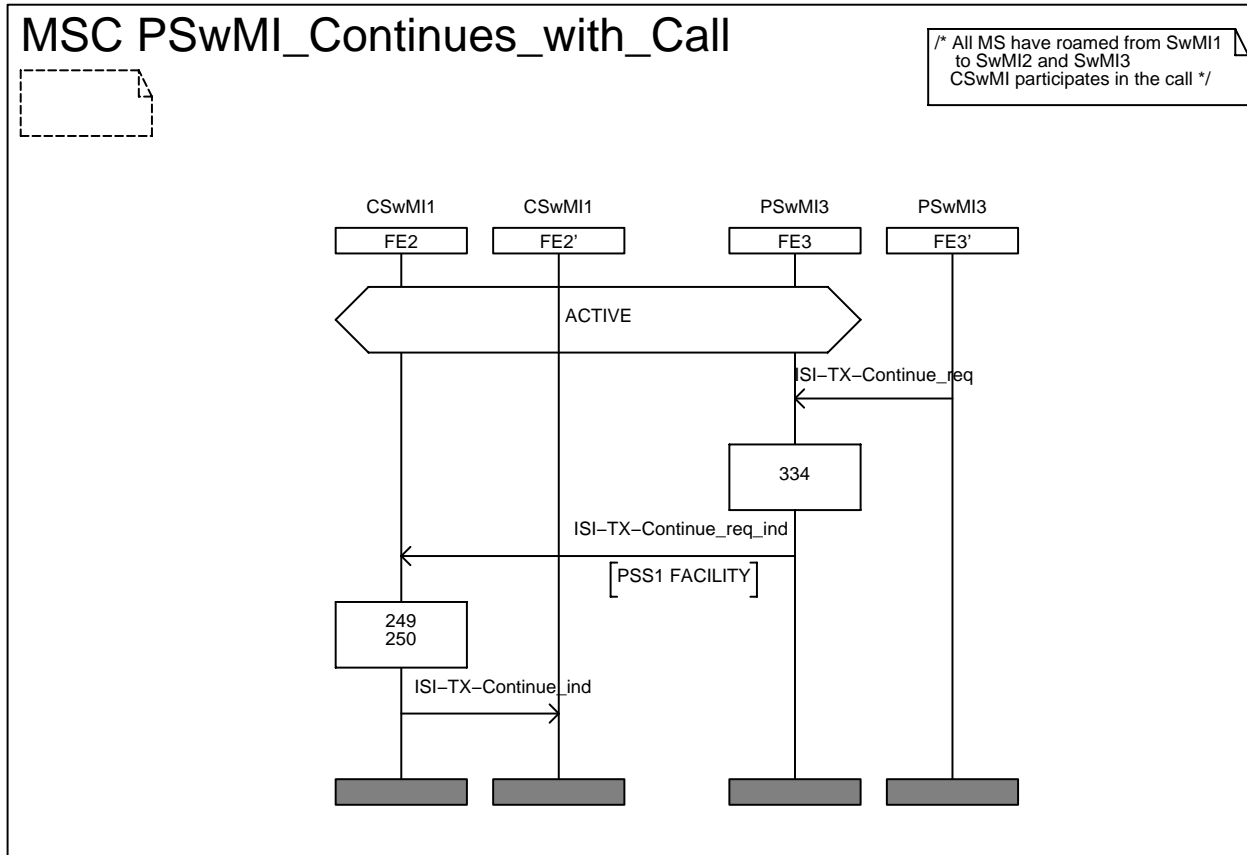 MSC PSwMI_Continues_with_Call
/* All MS have roamed from SwMI1
to SwMI2 and SwMI3
CSwMI participates in the call */
CSwMI1
CSwMI1
PSwMI3
PSwMI3
FE2
FE2'
FE3
FE3'
ACTIVE
ISI−TX−Continue_req
334
ISI−TX−Continue_req_ind
PSS1 FACILITY
249
250
ISI−TX−Continue_ind